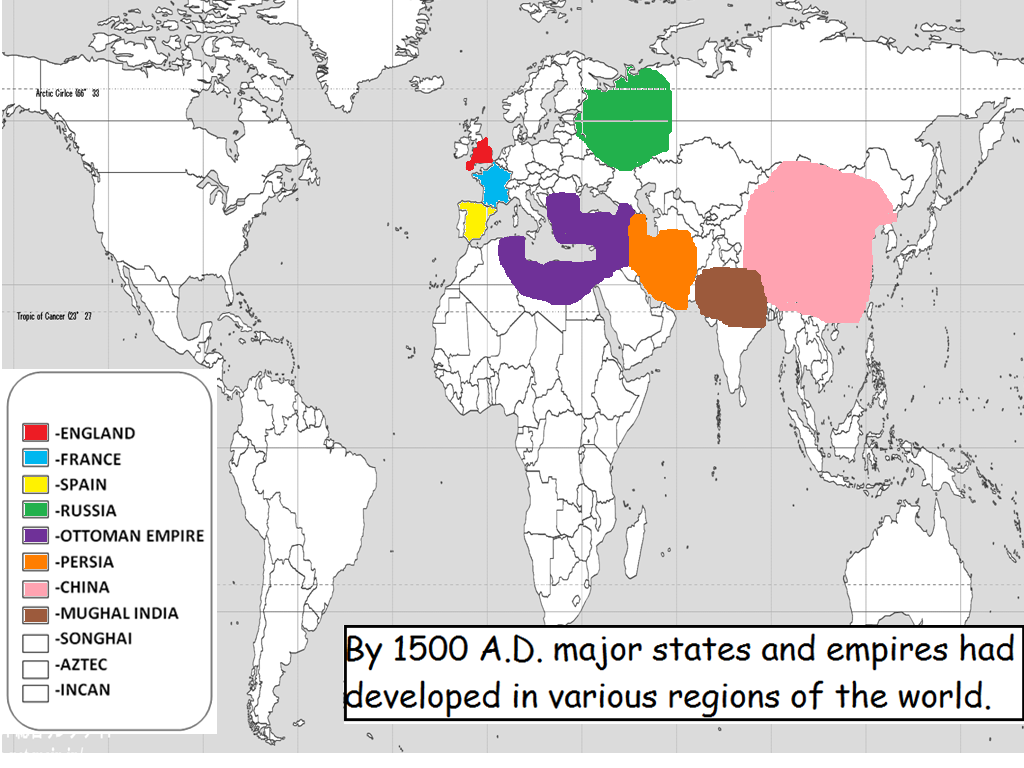 Arctic Cirlce (66° 33
Tropic of Cancer (23° 27
-ENGLAND
-FRANCE
-SPAIN
-RUSSIA
-OTTOMAN EMPIRE
-PERSIA
-CHINA
-MUGHAL INDIA
-SONGHAI
-AZTEC
-INCAN
By 1500 A.D. major states and empires had
developed in various regions of the world.